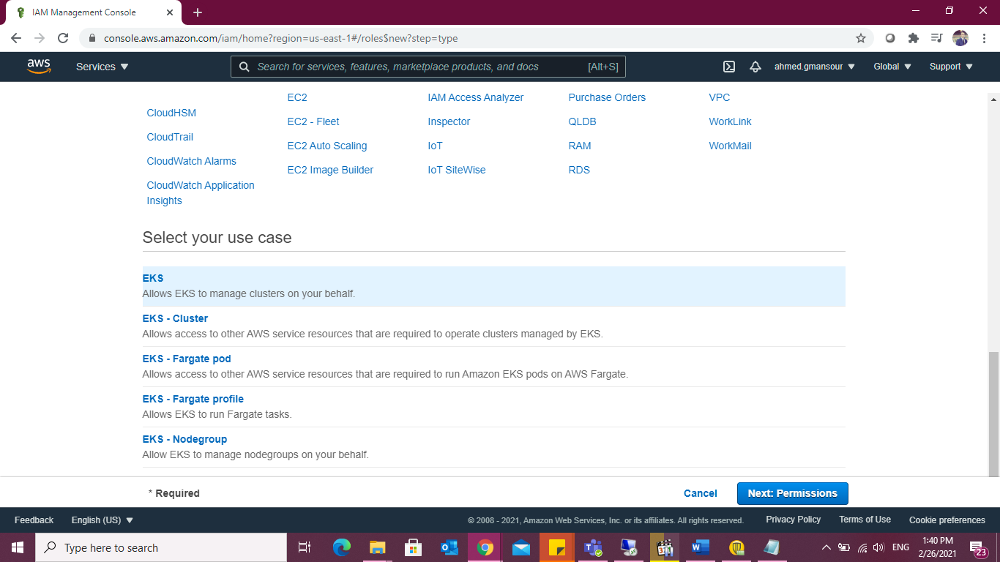 IAM Management Console
console.aws.amazon.com/iam/home?region=us-east-1#/roles$new?step=type
aws
Services
Search for services, features, marketplace products, and docs
[Alt+S]
ahmed.gmansour
Global
Support
CloudHSM
CloudTrail
CloudWatch Alarms
CloudWatch Application
Insights
EC2
EC2 - Fleet
EC2 Auto Scaling
EC2 Image Builder
IAM Access Analyzer
Inspector
IoT
IoT SiteWise
Purchase Orders
QLDB
RAM
RDS
VPC
WorkLink
WorkMail
Select your use case
EKS
Allows EKS to manage clusters on your behalf.
EKS - Cluster
Allows access to other AWS service resources that are required to operate clusters managed by EKS.
EKS - Fargate pod
Allows access to other AWS service resources that are required to run Amazon EKS pods on AWS Fargate.
EKS - Fargate profile
Allows EKS to run Fargate tasks.
EKS - Nodegroup
Allow EKS to manage nodegroups on your behalf.
* Required
Cancel
Next: Permissions
Feedback
English (US)
© 2008 - 2021, Amazon Web Services, Inc. or its affiliates. All rights reserved.
Privacy Policy
Terms of Use
Cookie preferences
Type here to search
ENG
1:40 PM
2/26/2021
23